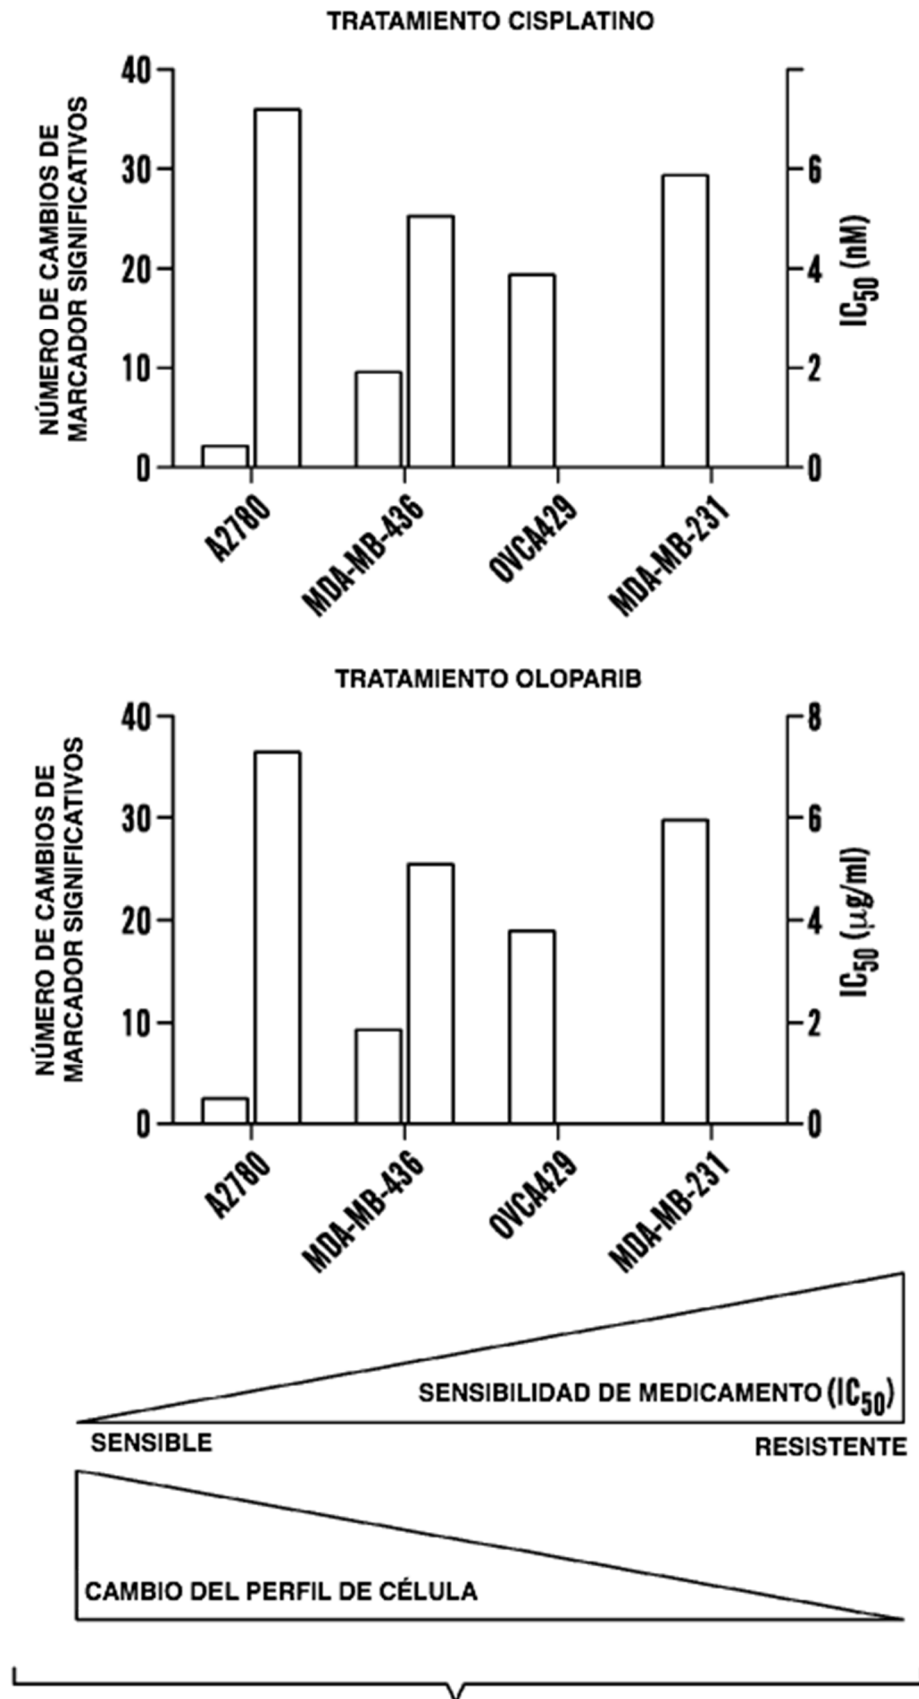 TRATAMIENTO CISPLATINO
NÚMERO DE CAMBIOS DE
MARCADOR SIGNIFICATIVOS
40
30
20
10
0
6
4
2
0
IC50 (nM)
A2780
MDA-MB-436
OVCA429
MDA-MB-231
TRATAMIENTO OLOPARIB
NÚMERO DE CAMBIOS DE
MARCADOR SIGNIFICATIVOS
40
30
20
10
0
8
6
4
2
0
IC50 (µg/ml)
A2780
MDA-MB-436
OVCA429
MDA-MB-231
SENSIBILIDAD DE MEDICAMENTO (IC50)
SENSIBLE
RESISTENTE
CAMBIO DEL PERFIL DE CÉLULA